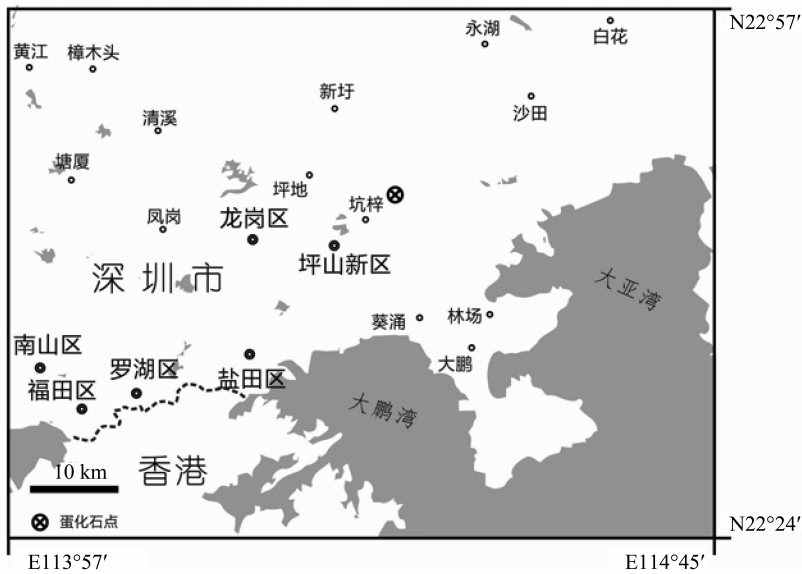 N22°57′
永湖
白花
黄江
樟木头
新圩
沙田
清溪
塘厦
坪地
坑梓
凤岗
龙岗区
坪山新区
深圳市
大亚湾
葵涌
林场
南山区
大鹏
罗湖区
盐田区
福田区
大鹏湾
香港
10 km
蛋化石点
N22°24′
E113°57′
E114°45′